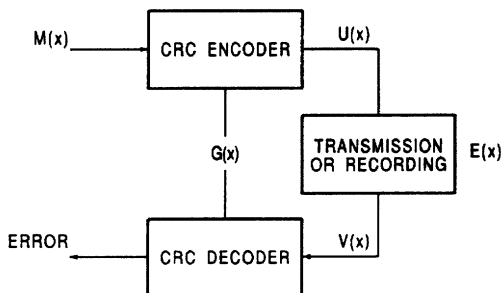 M(x)
CRC ENCODER
U(x)
TRANSMISSION
OR RECORDING
E(x)
G(x)
ERROR
CRC DECODER
V(x)